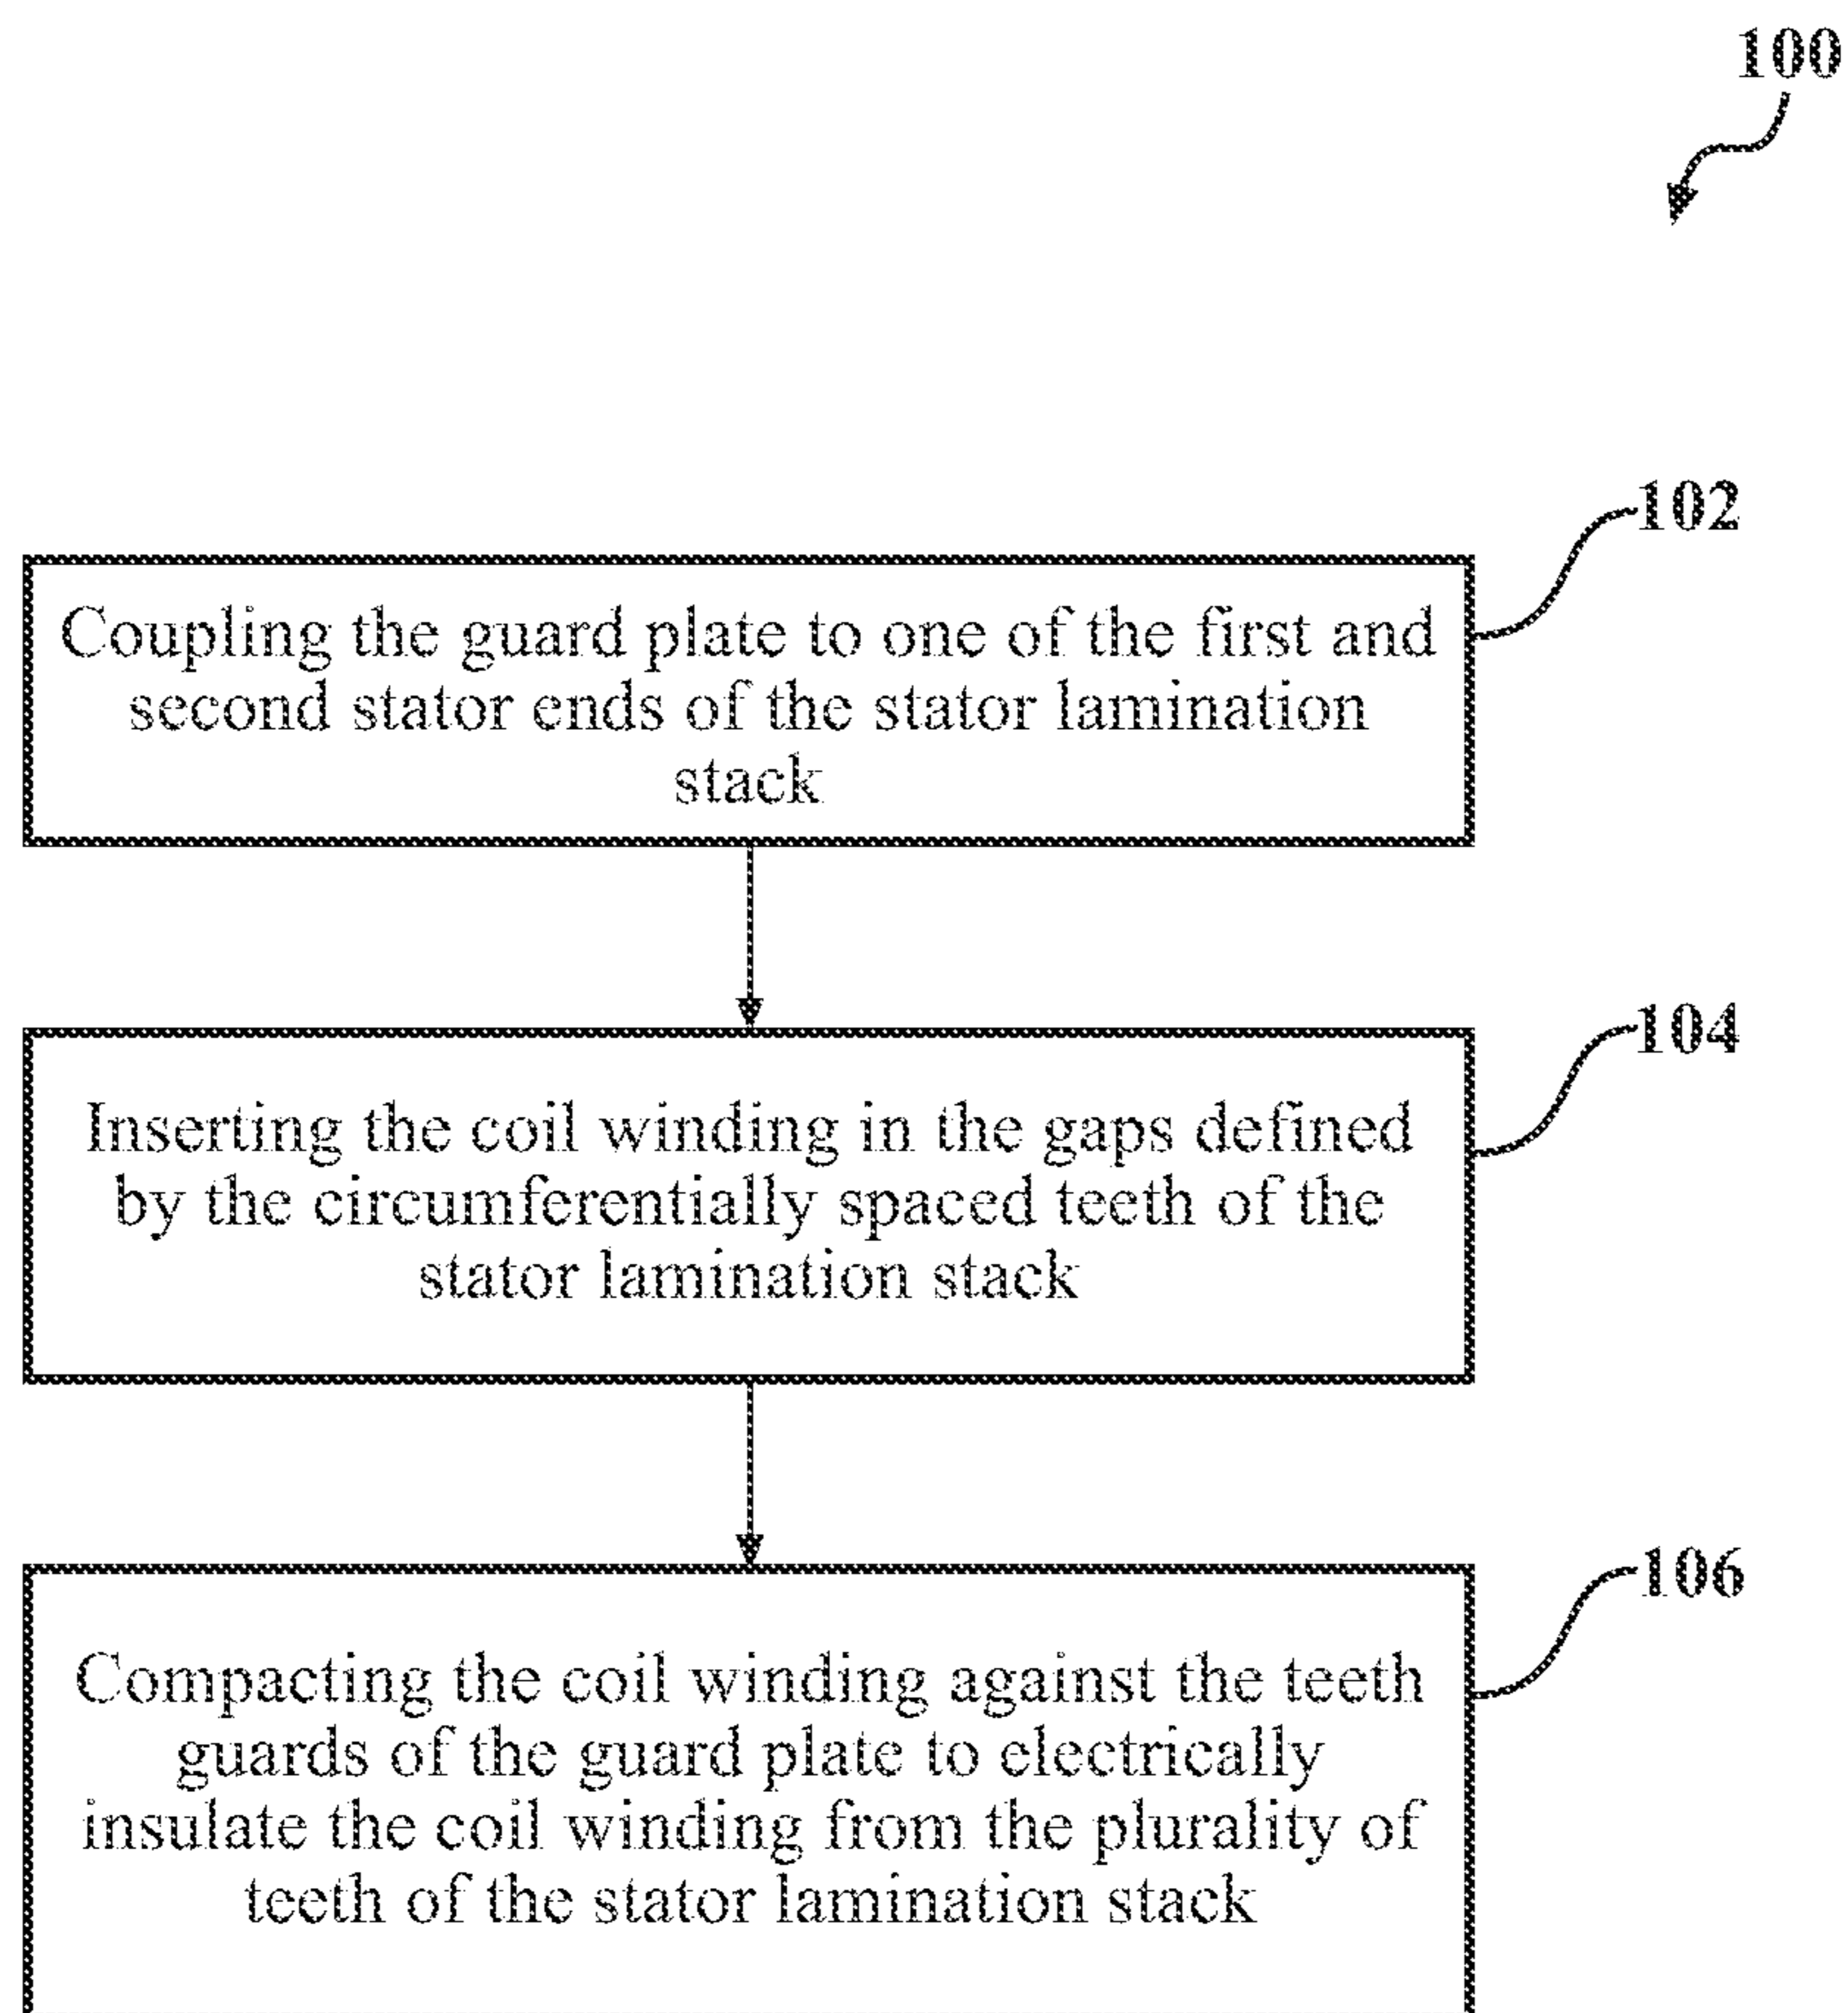 100
102
Coupling the guard plate to one of the first and
second stator ends of the stator lamination
stack
104
Inserting the coil winding in the gaps defined
by the circumferentially spaced teeth of the
stator lamination stack
106
Compacting the coil winding against the teeth
guards of the guard plate to electrically
insulate the coil winding from the plurality of
teeth of the stator lamination stack